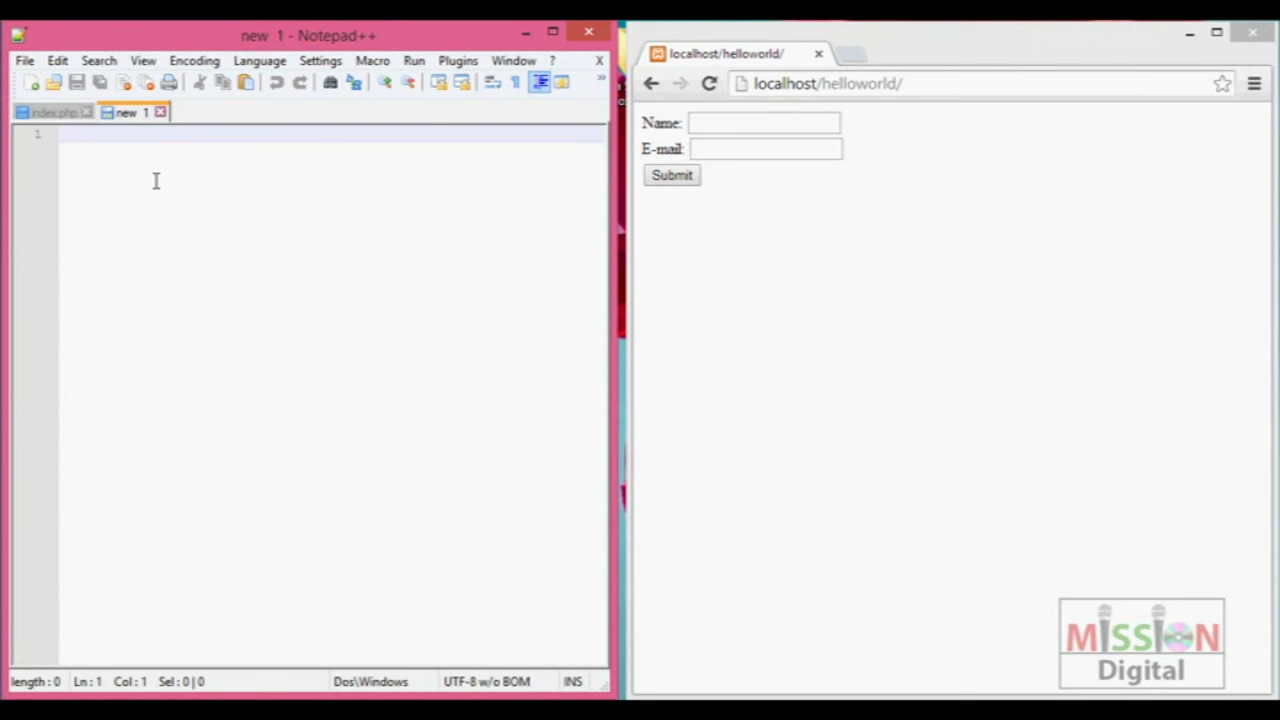 new 1 - Notepad++
File Edit Search View Encoding Language Settings Macro Run Plugins Window ? X
index.php new 1
1
length : 0 Ln : 1 Col : 1 Sel : 0 | 0 Dos\Windows UTF-8 w/o BOM INS
localhost/helloworld/
localhost/helloworld/
Name:
E-mail:
Submit
MISSION
Digital